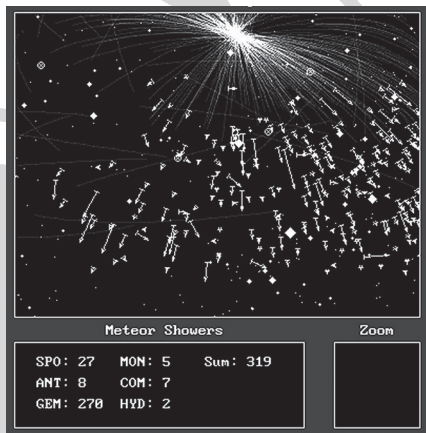 Meteor Showers
Zoom
SPO: 27 MON: 5 Sum: 319
ANT: 8 COM: 7
GEM: 270 HYD: 2